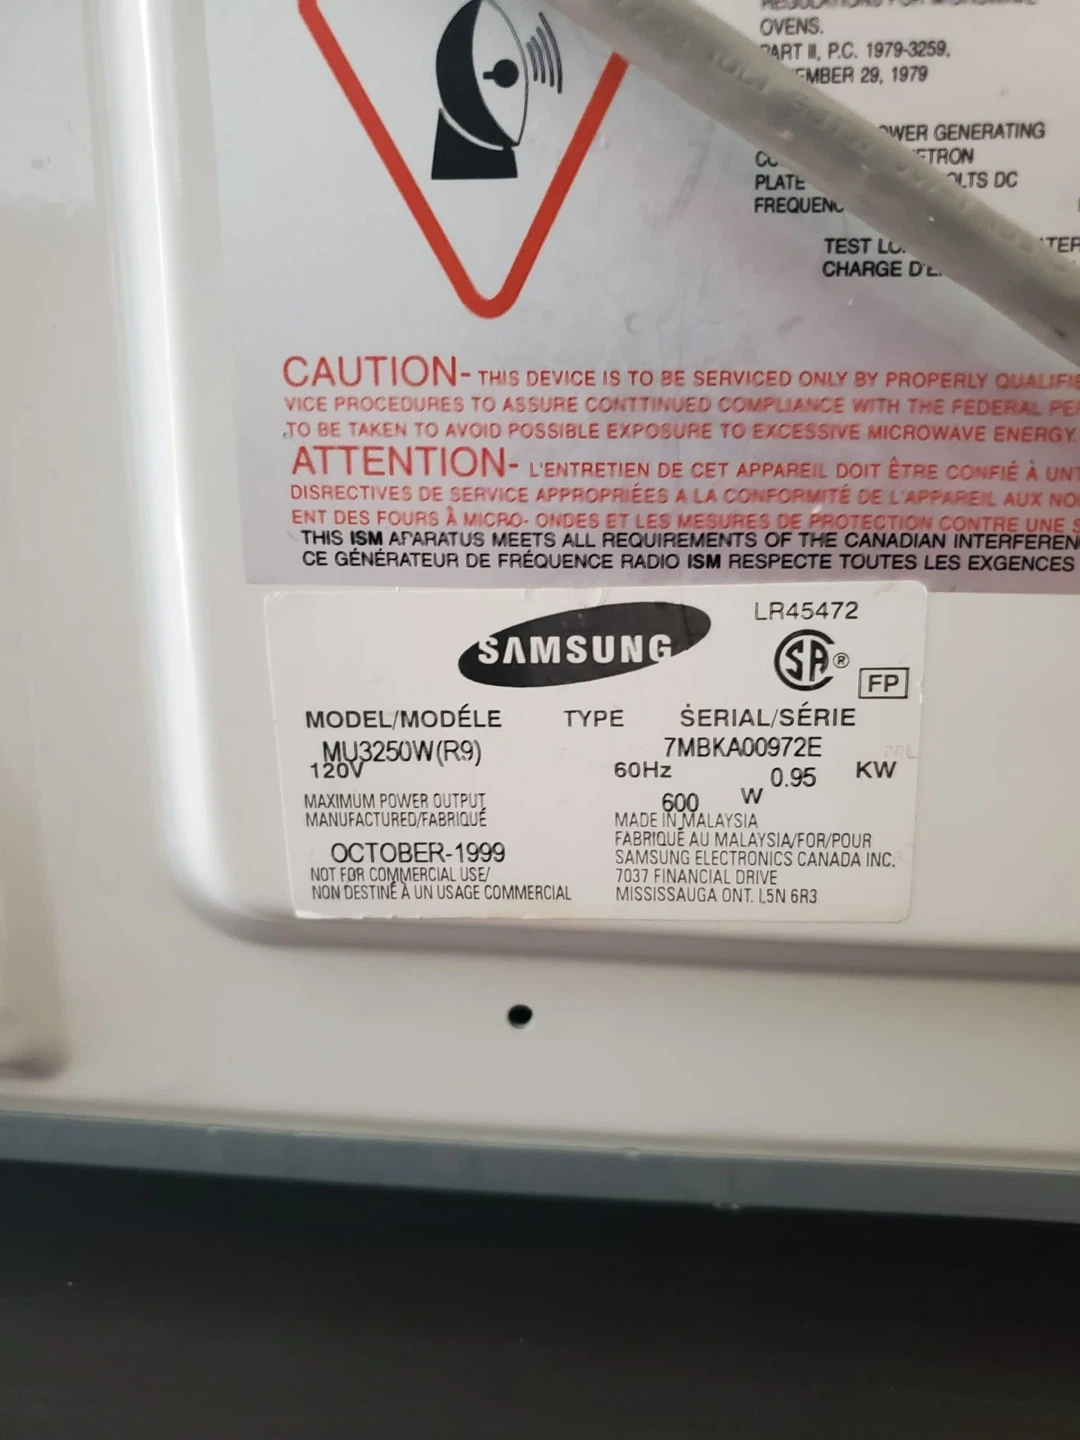 OVENS.
PART II, P.C. 1979-3259,
29, 1979
GENERATING
PLATE DC
TEST
CHARGE
CAUTION- THIS DEVICE IS TO BE SERVICED ONLY BY PROPERLY
VICE PROCEDURES TO ASSURE CONTTINUED COMPLIANCE WITH THE FEDERAL
TO BE TAKEN TO AVOID POSSIBLE EXPOSURE TO EXCESSIVE MICROWAVE ENERGY.
ATTENTION- L'ENTRETIEN DE CET APPAREIL DOIT ÊTRE CONFIÉ À
DISRECTIVES DE SERVICE APPROPRIÉES A LA CONFORMITÉ DE L'APPAREIL AUX
ENT DES FOURS À MICRO- ONDES ET LES MESURES DE PROTECTION CONTRE UNE
THIS ISM APARATUS MEETS ALL REQUIREMENTS OF THE CANADIAN
CE GÉNÉRATEUR DE FRÉQUENCE RADIO ISM RESPECTE TOUTES LES EXGENCES
SAMSUNG
LR45472
SA ®
FP
MODEL/MODÉLE TYPE SERIAL/SÉRIE
MU3250W(R9) 7MBKA00972E
120V 60Hz 0.95 KW
600 W
MAXIMUM POWER OUTPUT
MANUFACTURED/FABRIQUÉ
OCTOBER-1999
NOT FOR COMMERCIAL USE/
NON DESTINÉ À UN USAGE COMMERCIAL
MADE IN MALAYSIA
FABRIQUÉ AU MALAYSIA/FOR/POUR
SAMSUNG ELECTRONICS CANADA INC.
7037 FINANCIAL DRIVE
MISSISSAUGA ONT. L5N 6R3